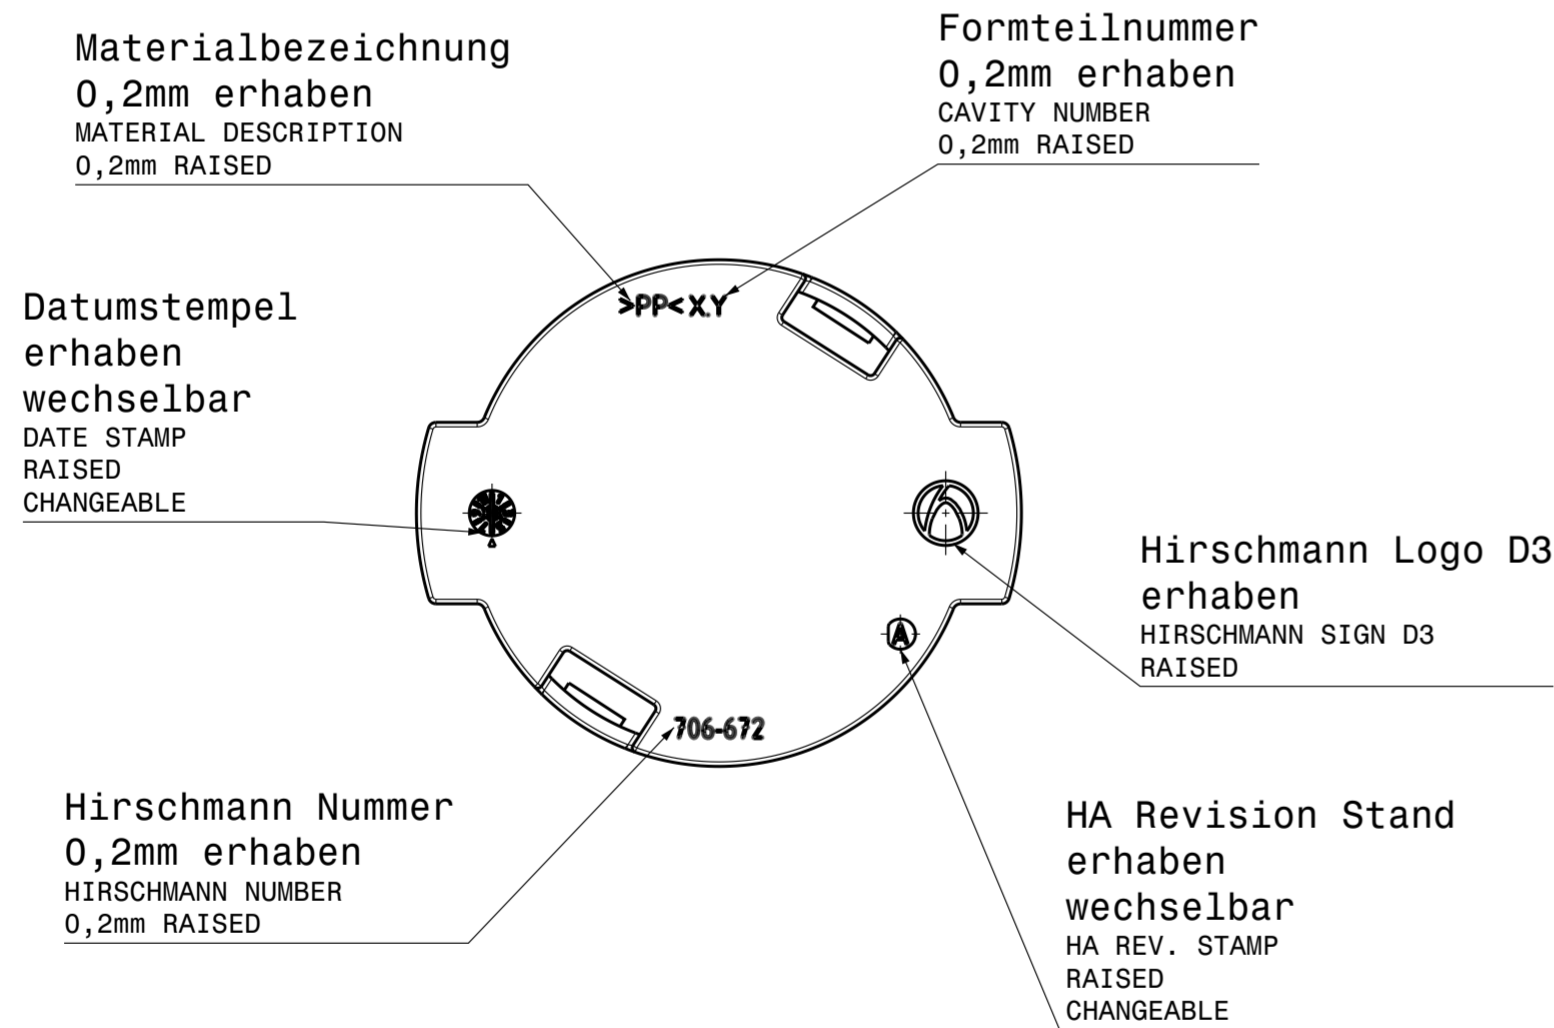 Materialbezeichnung
0,2mm erhaben
MATERIAL DESCRIPTION
0,2mm RAISED
Formteilnummer
0,2mm erhaben
CAVITY NUMBER
0,2mm RAISED
Datumstempel
erhaben
wechselbar
DATE STAMP
RAISED
CHANGEABLE
>PP< X.Y
Hirschmann Logo D3
erhaben
HIRSCHMANN SIGN D3
RAISED
A
706-672
Hirschmann Nummer
0,2mm erhaben
HIRSCHMANN NUMBER
0,2mm RAISED
HA Revision Stand
erhaben
wechselbar
HA REV. STAMP
RAISED
CHANGEABLE